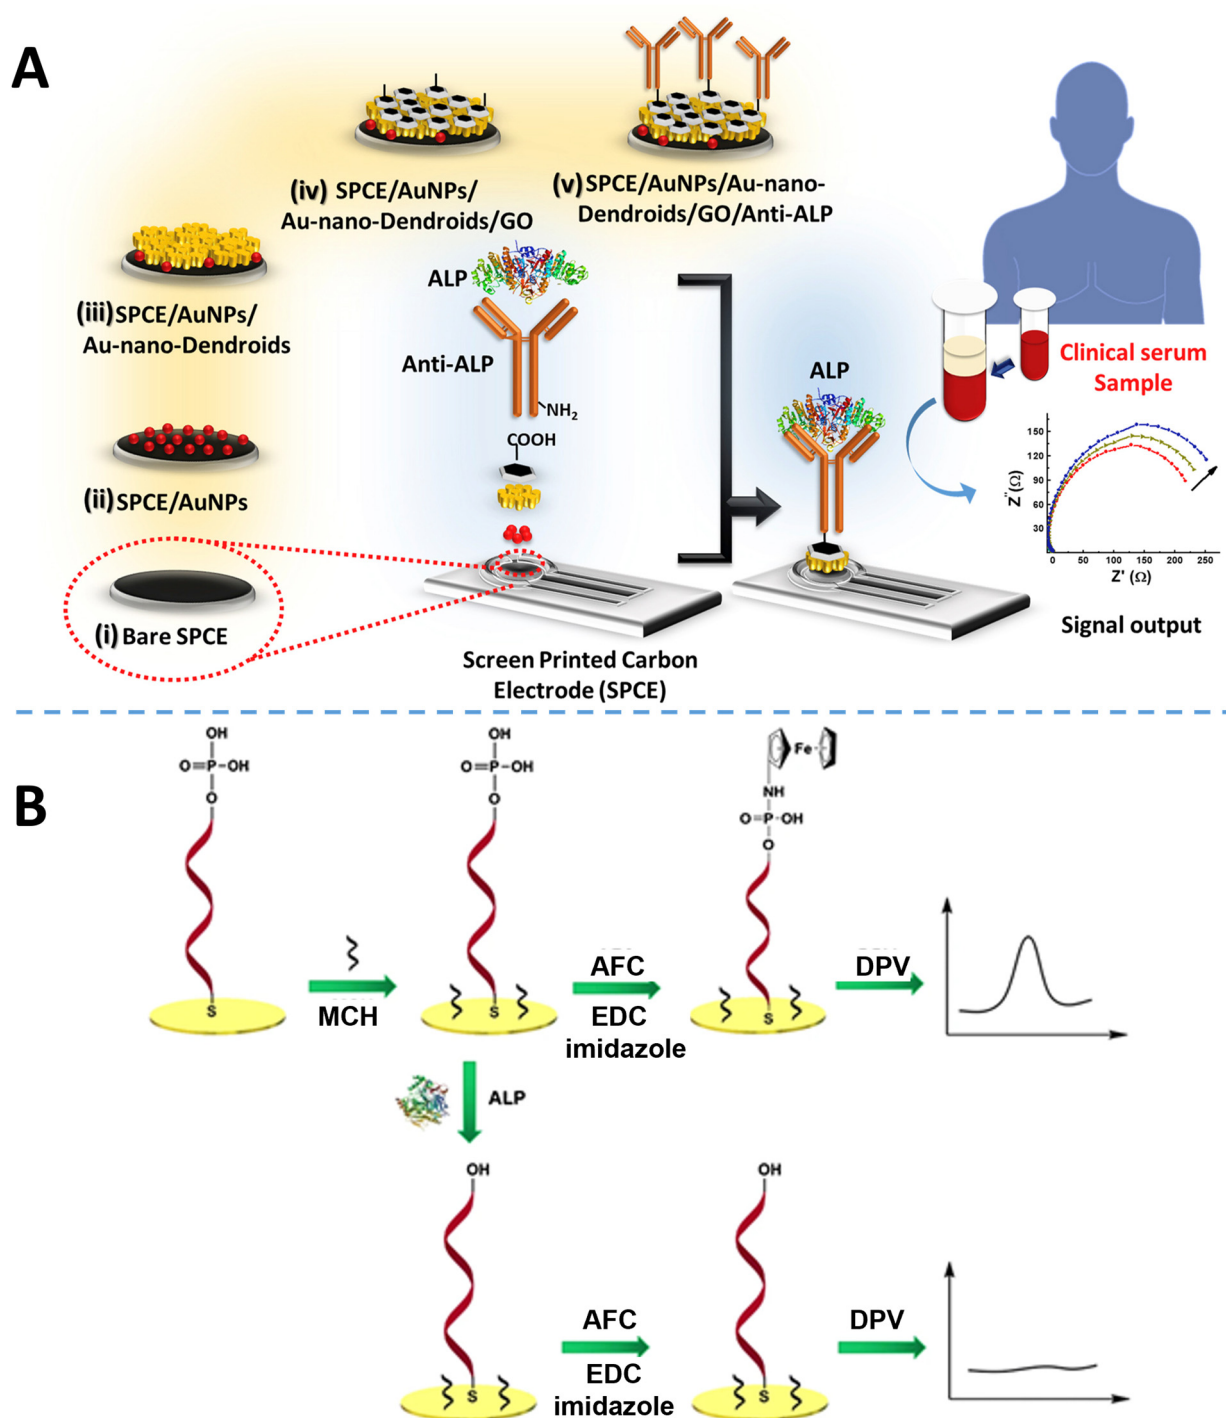 A
(iv) SPCE/AuNPs/
Au-nano-Dendroids/GO
(v) SPCE/AuNPs/Au-nano-
Dendroids/GO/Anti-ALP
(iii) SPCE/AuNPs/
Au-nano-Dendroids
(ii) SPCE/AuNPs
(i) Bare SPCE
ALP
Anti-ALP
NH2
COOH
Screen Printed Carbon
Electrode (SPCE)
ALP
Clinical serum
Sample
Z''(Ω)
150
120
90
60
30
0
50
100
150
200
250
Z' (Ω)
Signal output
B
OH
O=P-OH
O
S
MCH
OH
O=P-OH
O
S
AFC
EDC
imidazole
Fe
NH
O=P-OH
O
S
DPV
ALP
OH
S
AFC
EDC
imidazole
OH
S
DPV